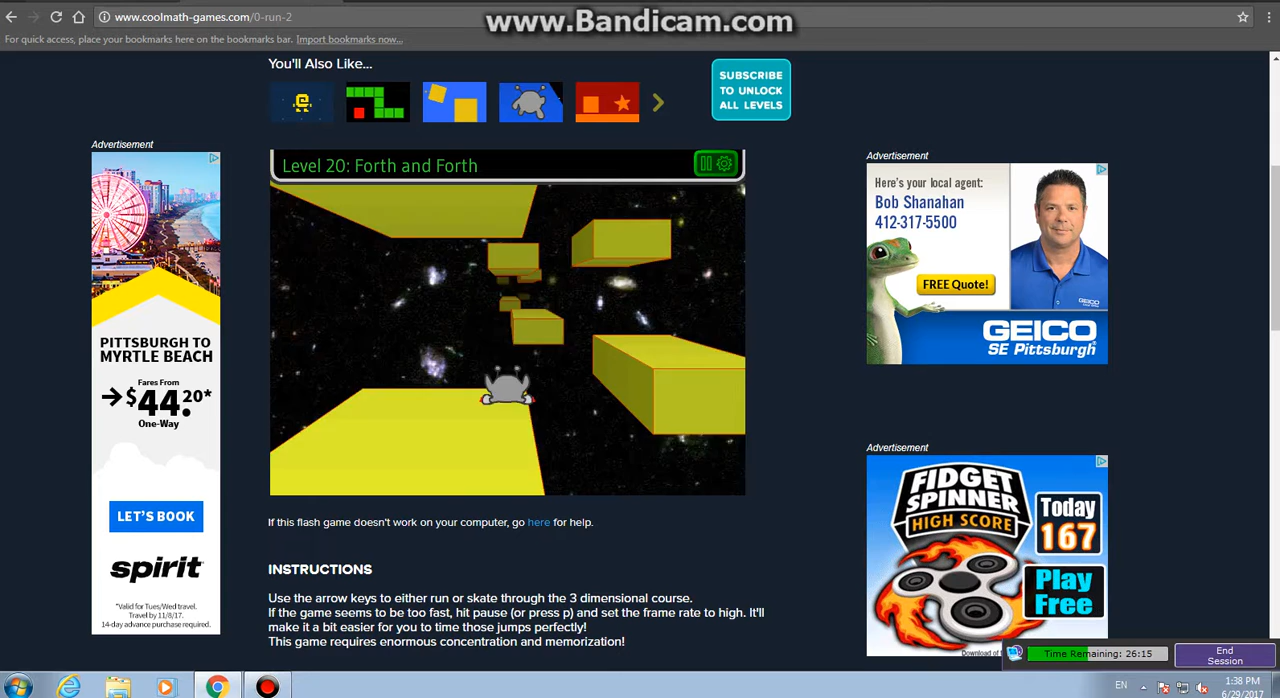 www.coolmath-games.com/0-run-2
www.Bandicam.com
For quick access, place your bookmarks here on the bookmarks bar. Import bookmarks now...
You'll Also Like...
SUBSCRIBE
TO UNLOCK
ALL LEVELS
Advertisement
PITTSBURGH TO
MYRTLE BEACH
Fares From
$44.20*
One-Way
LET'S BOOK
spirit
*Valid for Tues/Wed travel.
Travel by 11/8/17.
14-day advance purchase required.
Level 20: Forth and Forth
If this flash game doesn't work on your computer, go here for help.
INSTRUCTIONS
Use the arrow keys to either run or skate through the 3 dimensional course.
If the game seems to be too fast, hit pause (or press p) and set the frame rate to high. It'll
make it a bit easier for you to time those jumps perfectly!
This game requires enormous concentration and memorization!
Advertisement
Here's your local agent:
Bob Shanahan
412-317-5500
FREE Quote!
GEICO
SE Pittsburgh
Advertisement
FIDGET
SPINNER
HIGH SCORE
Today
167
Play
Free
Download
Time Remaining: 26:15
End
Session
EN
1:38 PM
6/29/2017